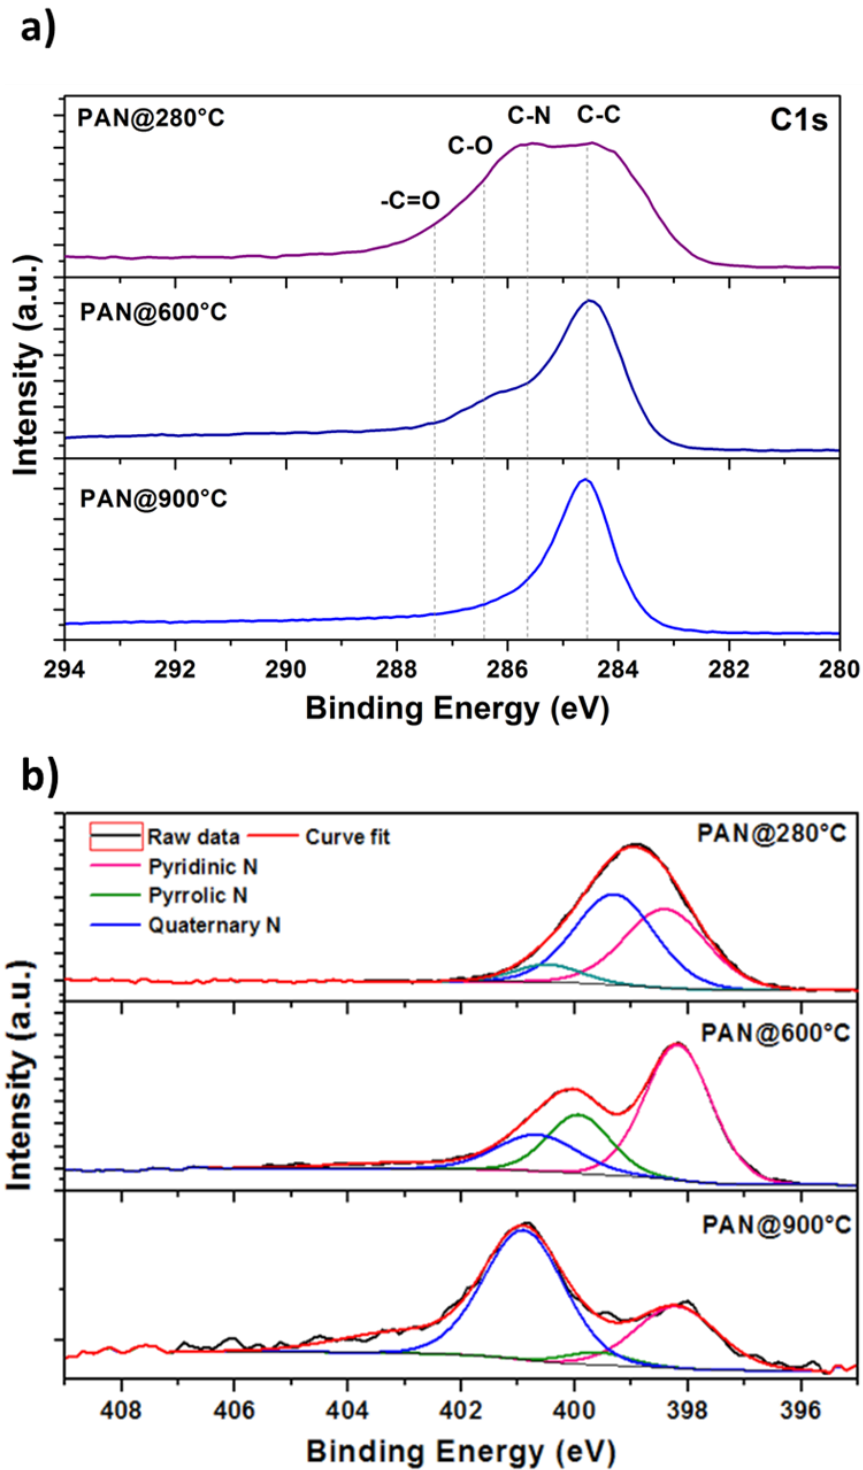 a)
PAN@280°C
C-N C-C
C1s
C-O
-C=O
PAN@600°C
PAN@900°C
Intensity (a.u.)
294 292 290 288 286 284 282 280
Binding Energy (eV)
b)
Raw data Curve fit
PAN@280°C
Pyridinic N
Pyrrolic N
Quaternary N
PAN@600°C
PAN@900°C
Intensity (a.u.)
408 406 404 402 400 398 396
Binding Energy (eV)